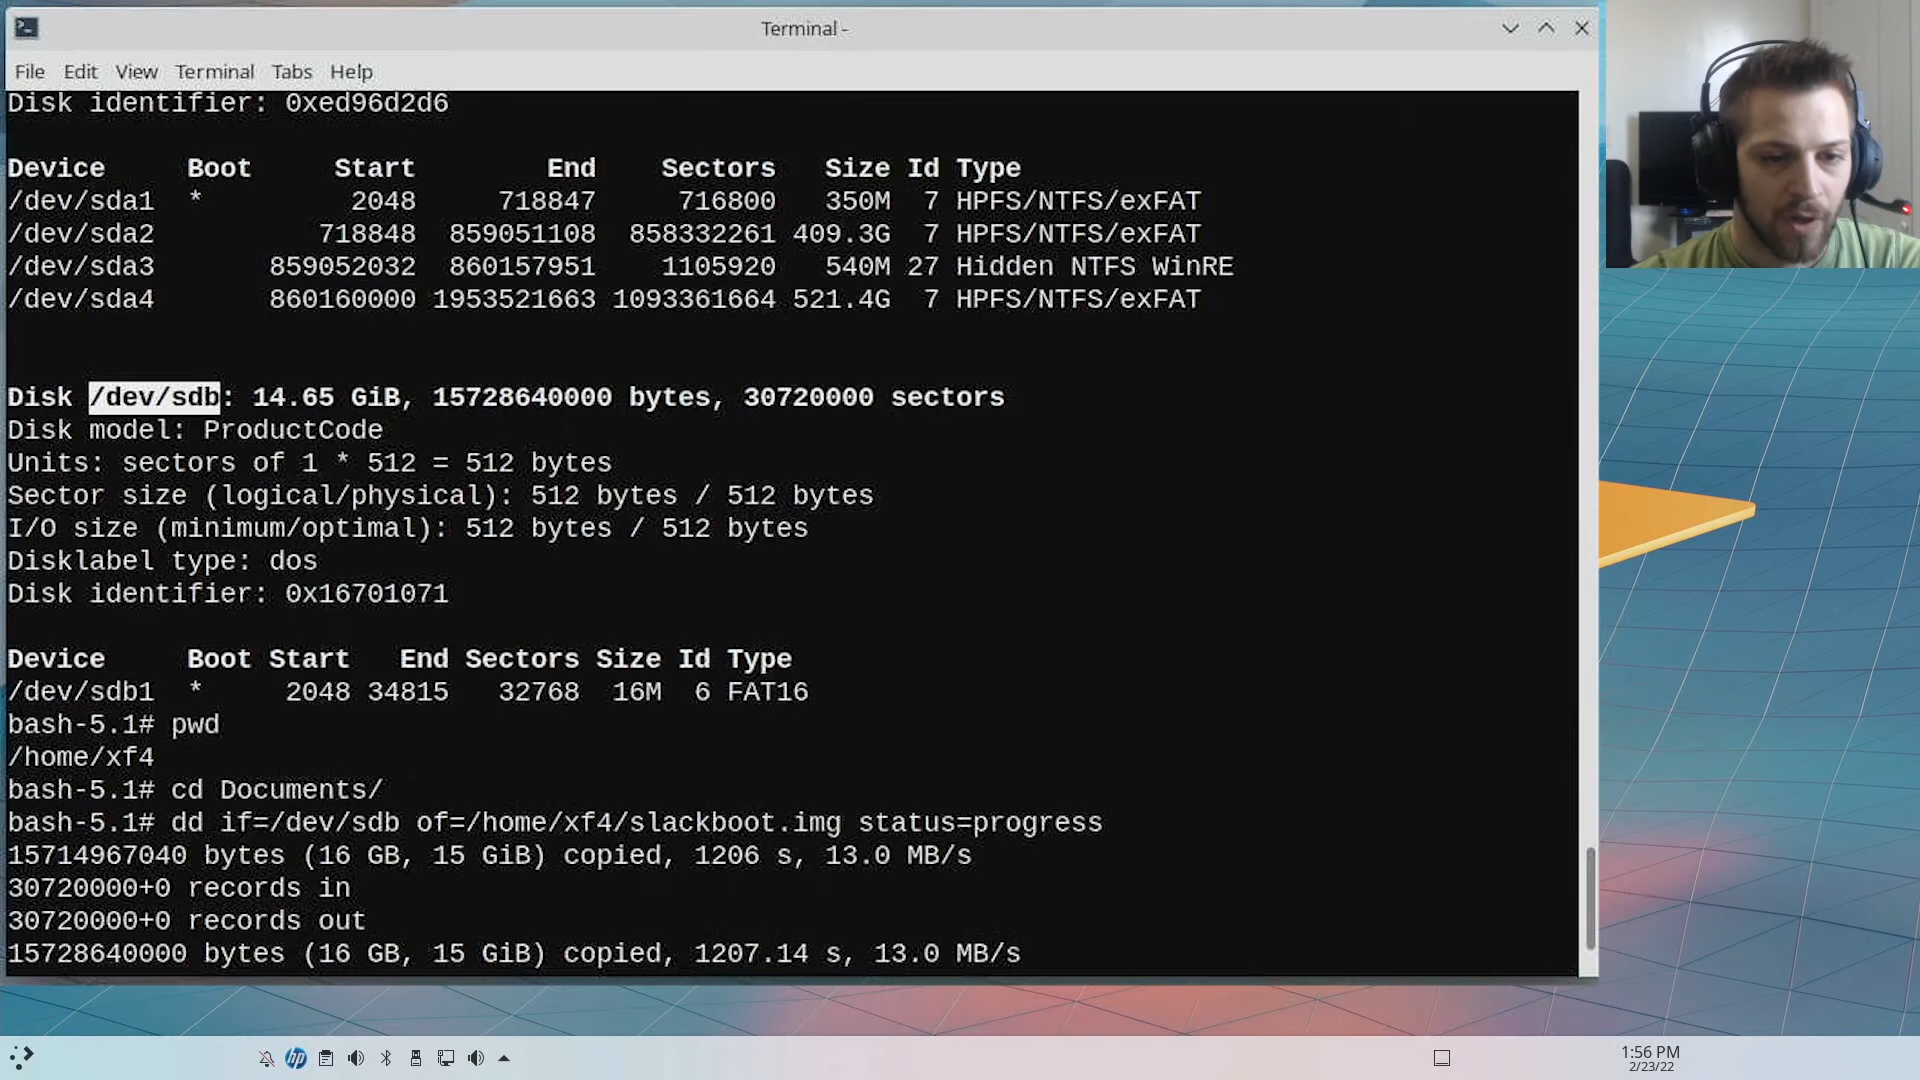 Terminal -
File Edit View Terminal Tabs Help
Disk identifier: 0xed96d2d6
Device Boot Start End Sectors Size Id Type
/dev/sda1 * 2048 718847 716800 350M 7 HPFS/NTFS/exFAT
/dev/sda2 718848 859051108 858332261 409.3G 7 HPFS/NTFS/exFAT
/dev/sda3 859052032 860157951 1105920 540M 27 Hidden NTFS WinRE
/dev/sda4 860160000 1953521663 1093361664 521.4G 7 HPFS/NTFS/exFAT
Disk /dev/sdb: 14.65 GiB, 15728640000 bytes, 30720000 sectors
Disk model: ProductCode
Units: sectors of 1 * 512 = 512 bytes
Sector size (logical/physical): 512 bytes / 512 bytes
I/O size (minimum/optimal): 512 bytes / 512 bytes
Disklabel type: dos
Disk identifier: 0x16701071
Device Boot Start End Sectors Size Id Type
/dev/sdb1 * 2048 34815 32768 16M 6 FAT16
bash-5.1# pwd
/home/xf4
bash-5.1# cd Documents/
bash-5.1# dd if=/dev/sdb of=/home/xf4/slackboot.img status=progress
15714967040 bytes (16 GB, 15 GiB) copied, 1206 s, 13.0 MB/s
30720000+0 records in
30720000+0 records out
15728640000 bytes (16 GB, 15 GiB) copied, 1207.14 s, 13.0 MB/s
hp
1:56 PM
2/23/22